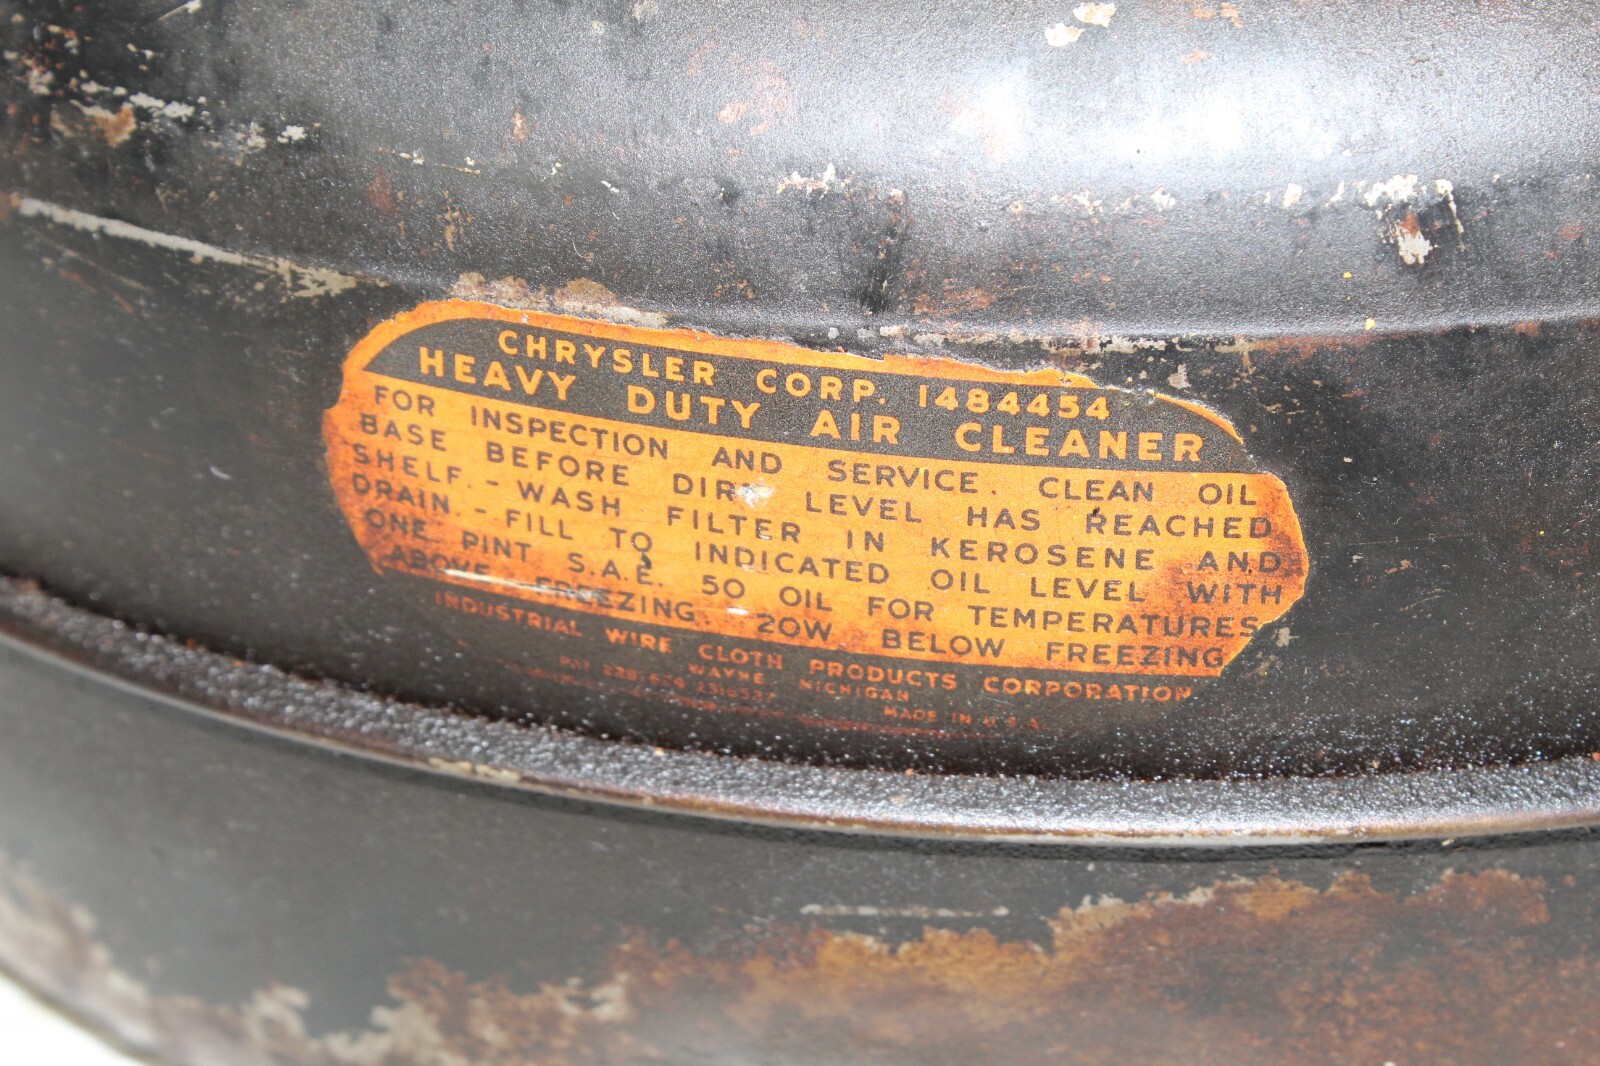 CHRYSLER CORP. 1484454
HEAVY DUTY AIR CLEANER
FOR INSPECTION AND SERVICE. CLEAN OIL
BASE BEFORE DIRT LEVEL HAS REACHED
SHELF.-WASH FILTER IN KEROSENE AND
DRAIN.-FILL TO INDICATED OIL LEVEL WITH
ONE PINT S.A.E. 50 OIL FOR TEMPERATURES
ABOVE FREEZING. 20W BELOW FREEZING
INDUSTRIAL WIRE CLOTH PRODUCTS CORPORATION
WAYNE, MICHIGAN
PAT.
MADE IN U.S.A.